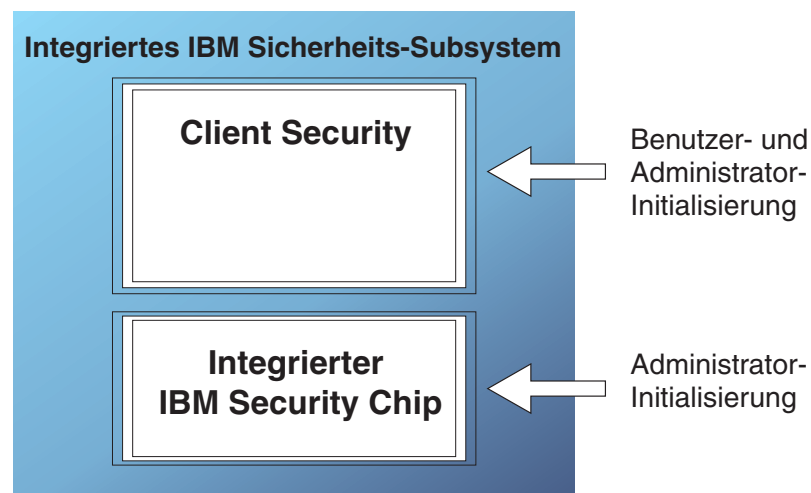 Integriertes IBM Sicherheits-Subsystem
Client Security
Benutzer- und
Administrator-
Initialisierung
Integrierter
IBM Security Chip
Administrator-
Initialisierung